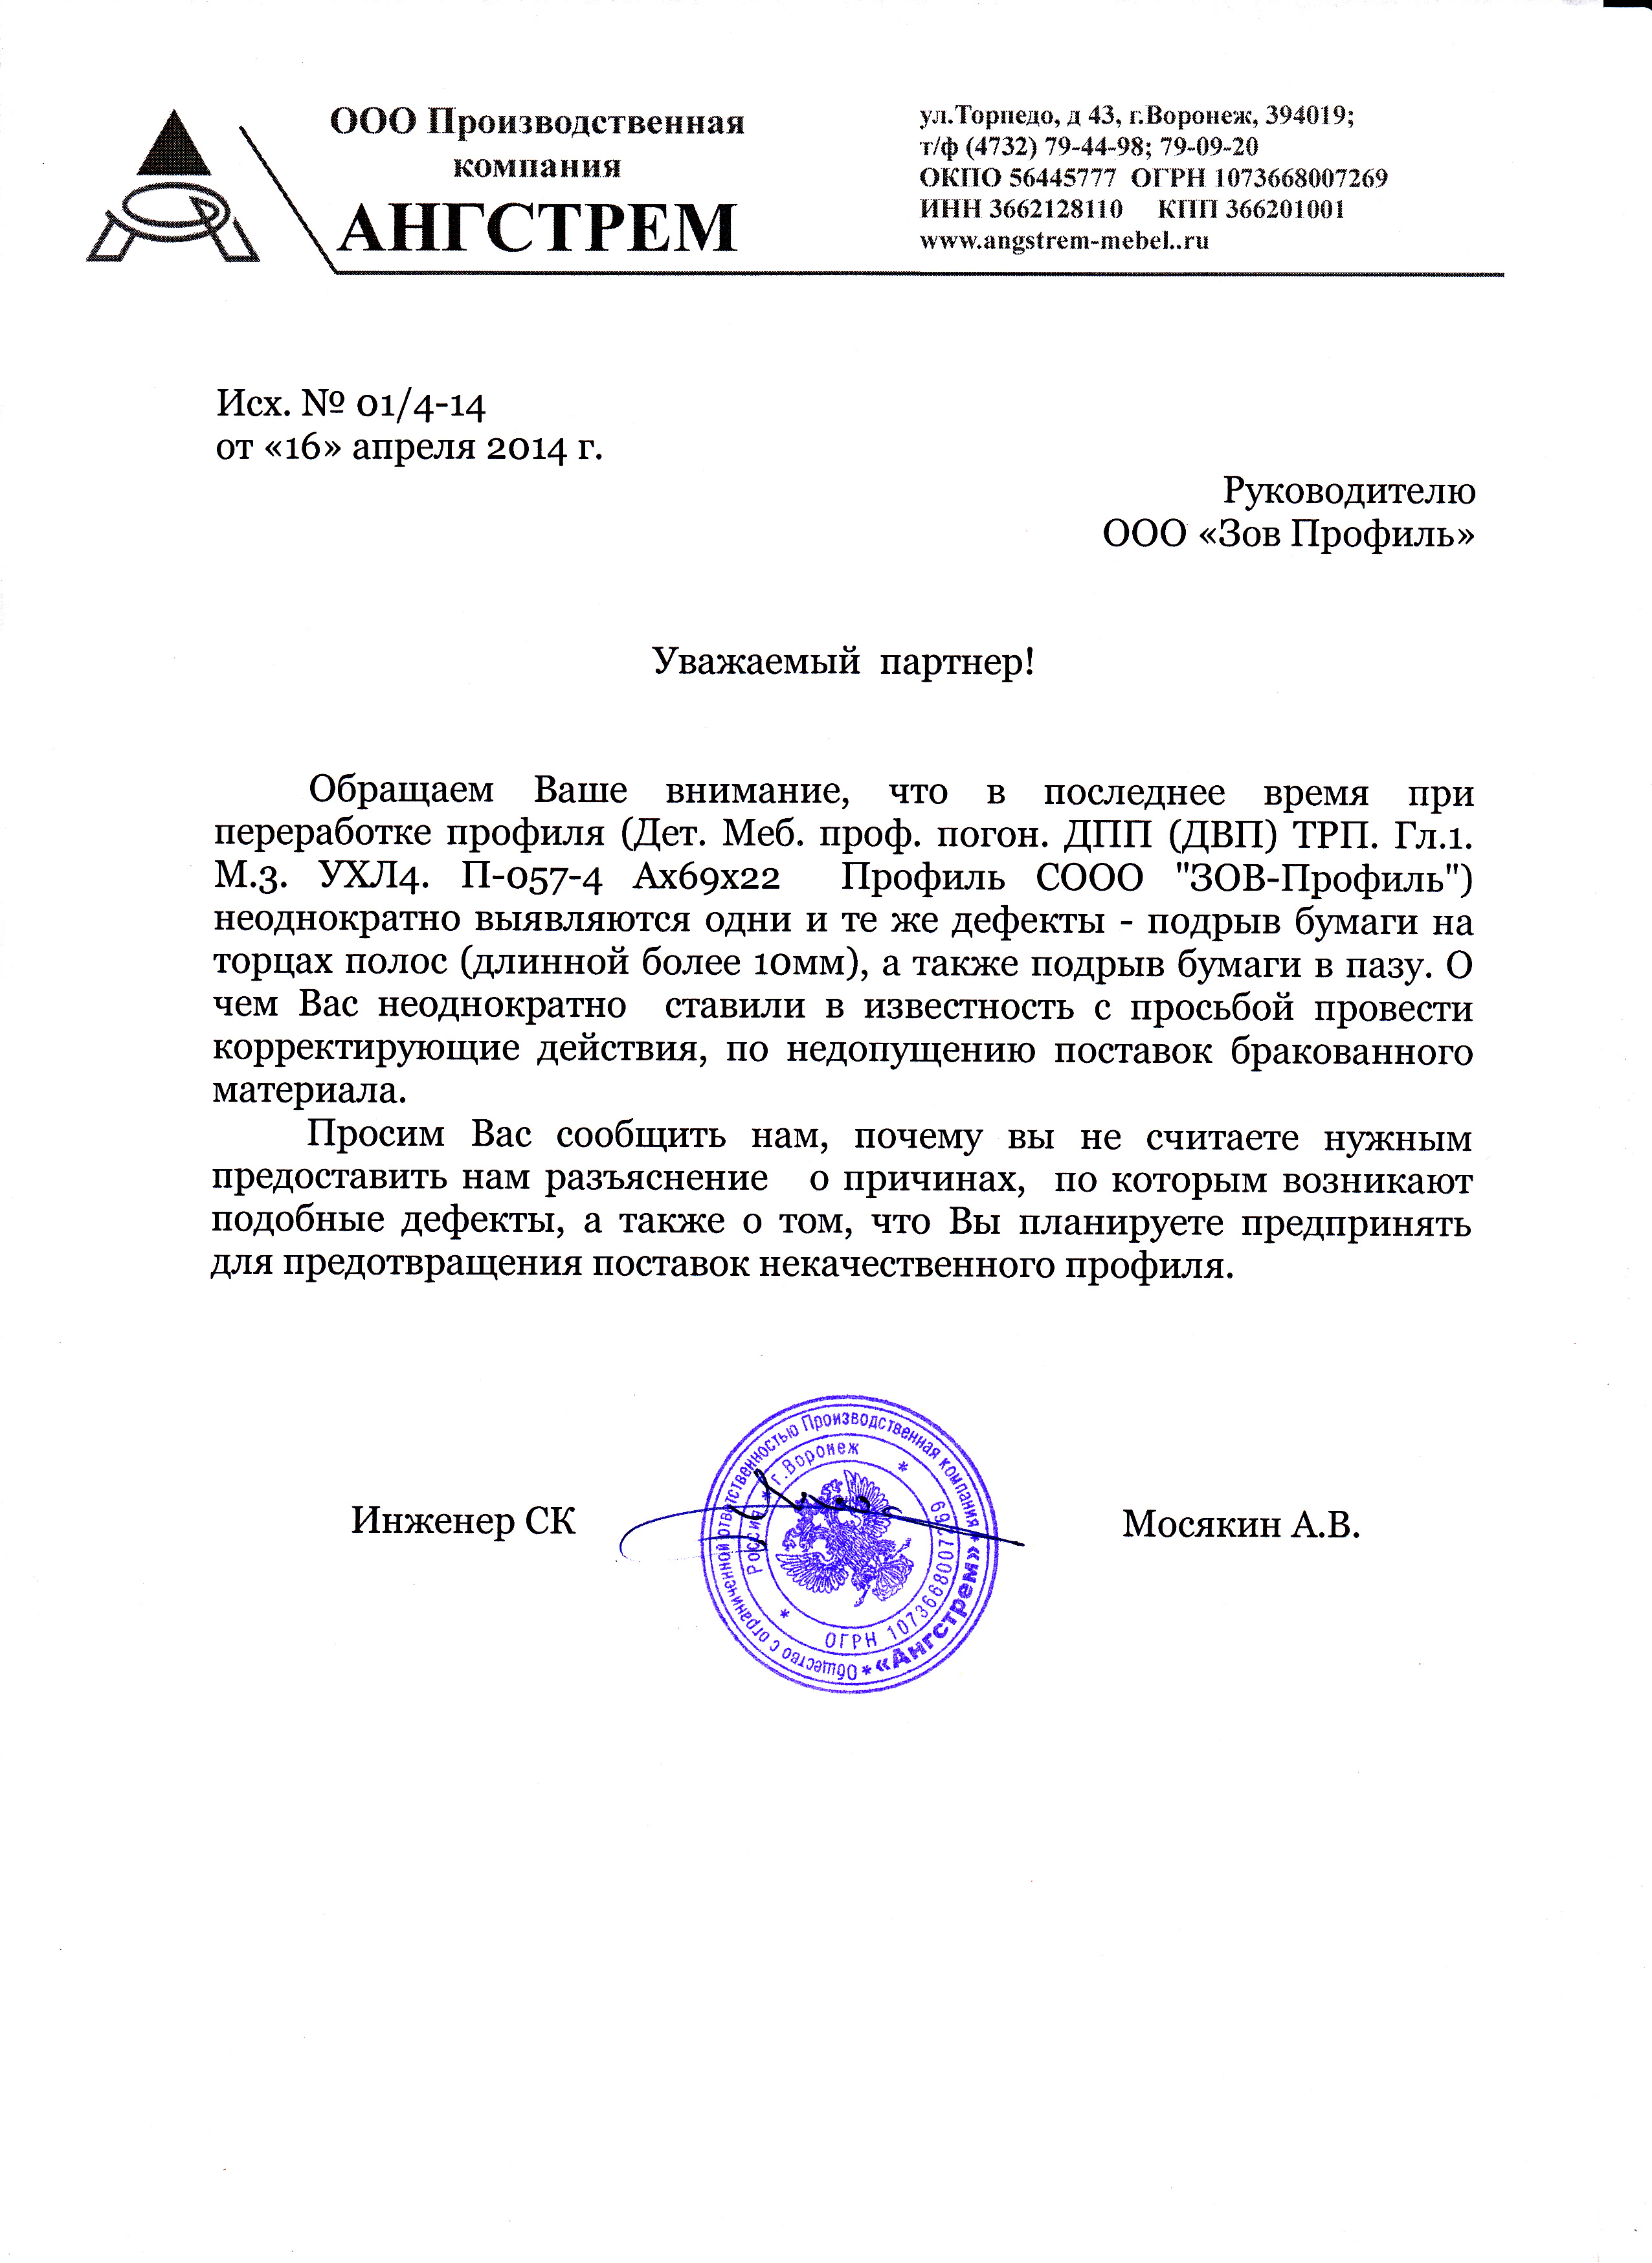 ООО Производственная
компания
АНГСТРЕМ
ул.Торпедо, д 43, г.Воронеж, 394019;
т/ф (4732) 79-44-98; 79-09-20
ОКПО 56445777  ОГРН 1073668007269
ИНН 3662128110     КПП 366201001
www.angstrem-mebel..ru
Исх. № 01/4-14
от «16» апреля 2014 г.
Руководителю
ООО «Зов Профиль»
Уважаемый  партнер!
Обращаем Ваше внимание, что в последнее время при
переработке профиля (Дет. Меб. проф. погон. ДПП (ДВП) ТРП. Гл.1.
М.3. УХЛ4. П-057-4 Ах69х22  Профиль СООО "ЗОВ-Профиль")
неоднократно выявляются одни и те же дефекты - подрыв бумаги на
торцах полос (длинной более 10мм), а также подрыв бумаги в пазу. О
чем Вас неоднократно  ставили в известность с просьбой провести
корректирующие действия, по недопущению поставок бракованного
материала.
Просим Вас сообщить нам, почему вы не считаете нужным
предоставить нам разъяснение  о причинах,  по которым возникают
подобные дефекты, а также о том, что Вы планируете предпринять
для предотвращения поставок некачественного профиля.
Инженер СК
Мосякин А.В.
Общество с ограниченной ответственностью Производственная компания
* «Ангстрем» *
Россия * г.Воронеж *
* ОГРН 1073668007269